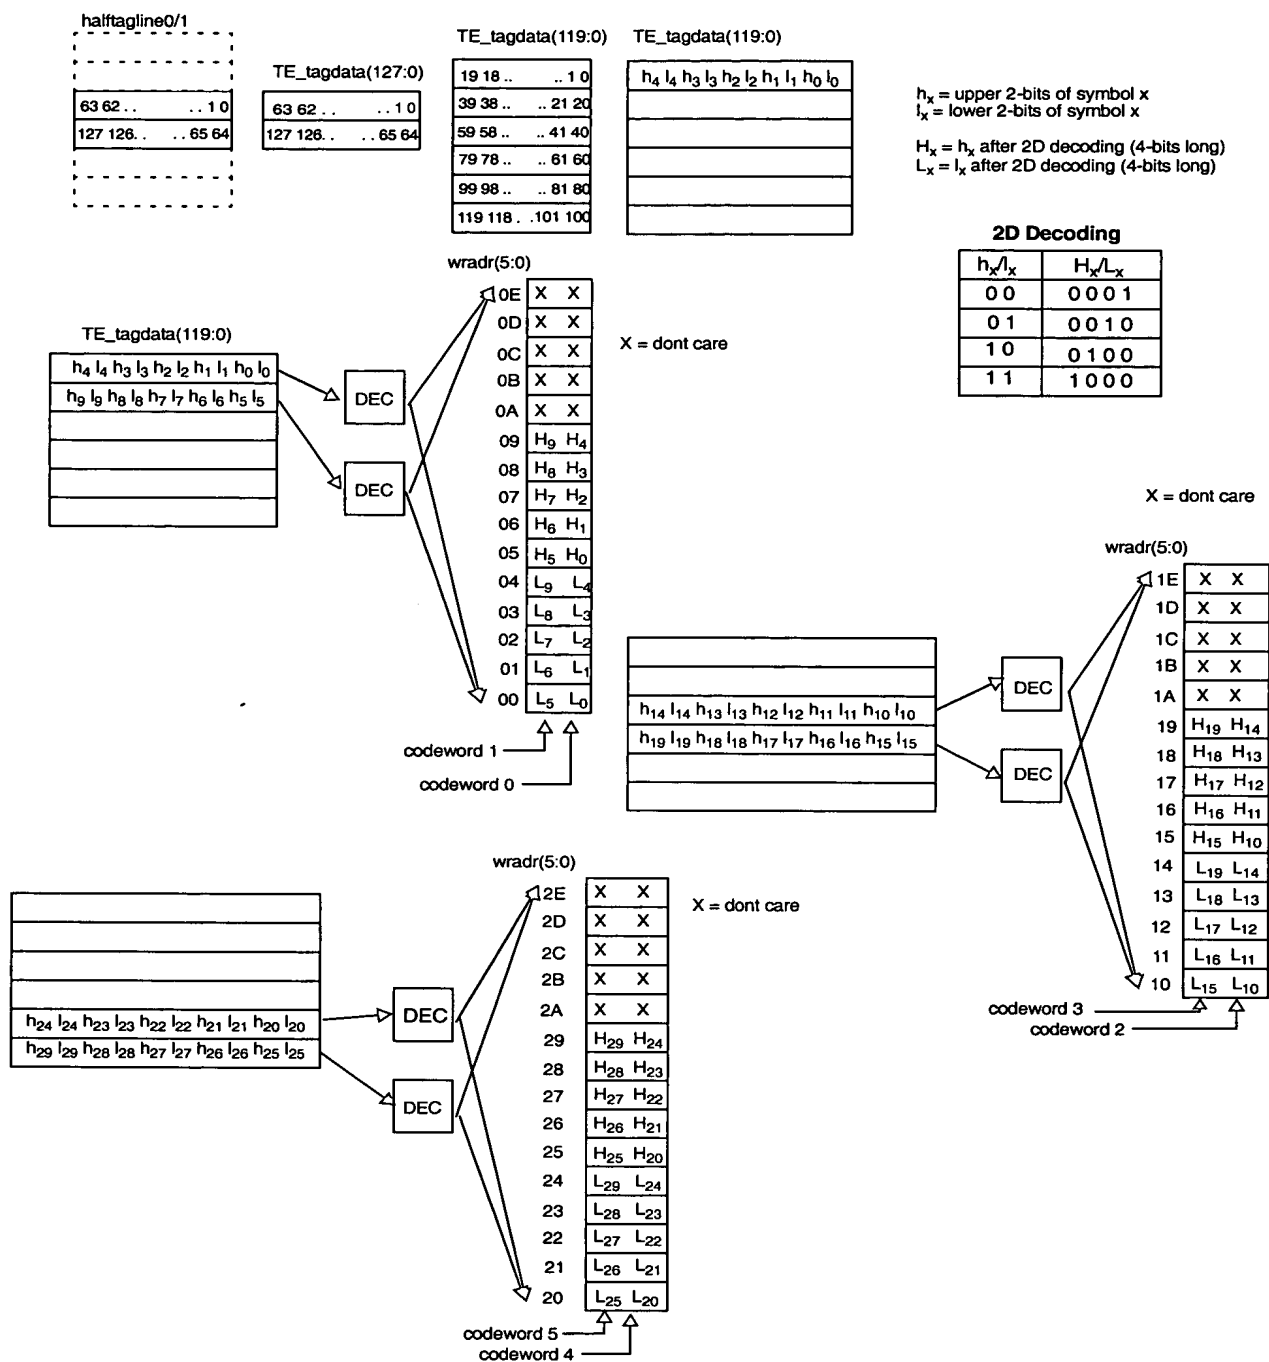 halftagline0/1
63 62 . . . . 1 0
127 126. . . . 65 64
TE_tagdata(127:0)
63 62 . . . . 1 0
127 126. . . . 65 64
TE_tagdata(119:0)
19 18 .. .. 1 0
39 38 .. .. 21 20
59 58 .. .. 41 40
79 78 .. .. 61 60
99 98 .. .. 81 80
119 118 . . 101 100
TE_tagdata(119:0)
h4 l4 h3 l3 h2 l2 h1 l1 h0 l0
hx = upper 2-bits of symbol x
lx = lower 2-bits of symbol x
Hx = hx after 2D decoding (4-bits long)
Lx = lx after 2D decoding (4-bits long)
2D Decoding
hx/lx Hx/Lx
0 0 0 0 0 1
0 1 0 0 1 0
1 0 0 1 0 0
1 1 1 0 0 0
TE_tagdata(119:0)
h4 l4 h3 l3 h2 l2 h1 l1 h0 l0
h9 l9 h8 l8 h7 l7 h6 l6 h5 l5
DEC
DEC
wradr(5:0)
0E X X
0D X X
0C X X
0B X X
0A X X
09 H9 H4
08 H8 H3
07 H7 H2
06 H6 H1
05 H5 H0
04 L9 L4
03 L8 L3
02 L7 L2
01 L6 L1
00 L5 L0
codeword 1
codeword 0
X = dont care
h14 l14 h13 l13 h12 l12 h11 l11 h10 l10
h19 l19 h18 l18 h17 l17 h16 l16 h15 l15
DEC
DEC
X = dont care
wradr(5:0)
1E X X
1D X X
1C X X
1B X X
1A X X
19 H19 H14
18 H18 H13
17 H17 H12
16 H16 H11
15 H15 H10
14 L19 L14
13 L18 L13
12 L17 L12
11 L16 L11
10 L15 L10
codeword 3
codeword 2
h24 l24 h23 l23 h22 l22 h21 l21 h20 l20
h29 l29 h28 l28 h27 l27 h26 l26 h25 l25
DEC
DEC
wradr(5:0)
2E X X
2D X X
2C X X
2B X X
2A X X
29 H29 H24
28 H28 H23
27 H27 H22
26 H26 H21
25 H25 H20
24 L29 L24
23 L28 L23
22 L27 L22
21 L26 L21
20 L25 L20
codeword 5
codeword 4
X = dont care